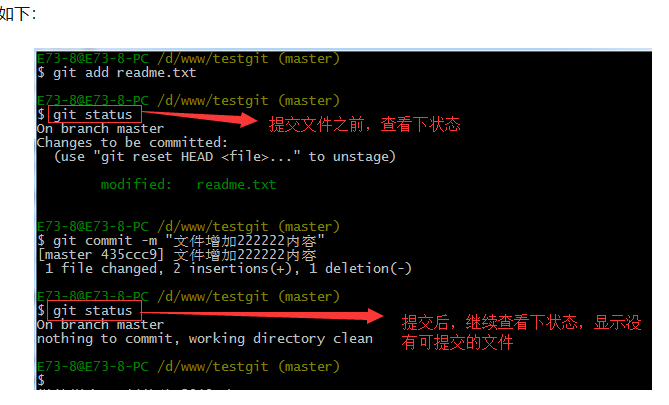 如下：
E73-8@E73-8-PC /d/www/testgit (master)
$ git add readme.txt
E73-8@E73-8-PC /d/www/testgit (master)
$ git status
提交文件之前，查看下状态
On branch master
Changes to be committed:
(use "git reset HEAD <file>..." to unstage)
modified: readme.txt
E73-8@E73-8-PC /d/www/testgit (master)
$ git commit -m "文件增加222222内容"
[master 435ccc9] 文件增加222222内容
1 file changed, 2 insertions(+), 1 deletion(-)
E73-8@E73-8-PC /d/www/testgit (master)
$ git status
提交后，继续查看下状态，显示没
有可提交的文件
On branch master
nothing to commit, working directory clean
E73-8@E73-8-PC /d/www/testgit (master)
$